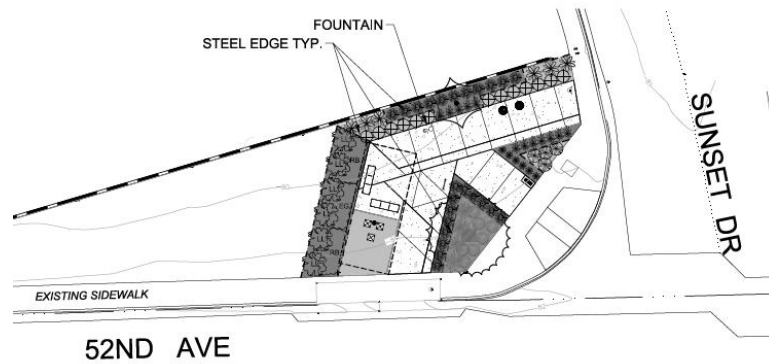 FOUNTAIN
STEEL EDGE TYP.
SUNSET DR
EXISTING SIDEWALK
52ND AVE